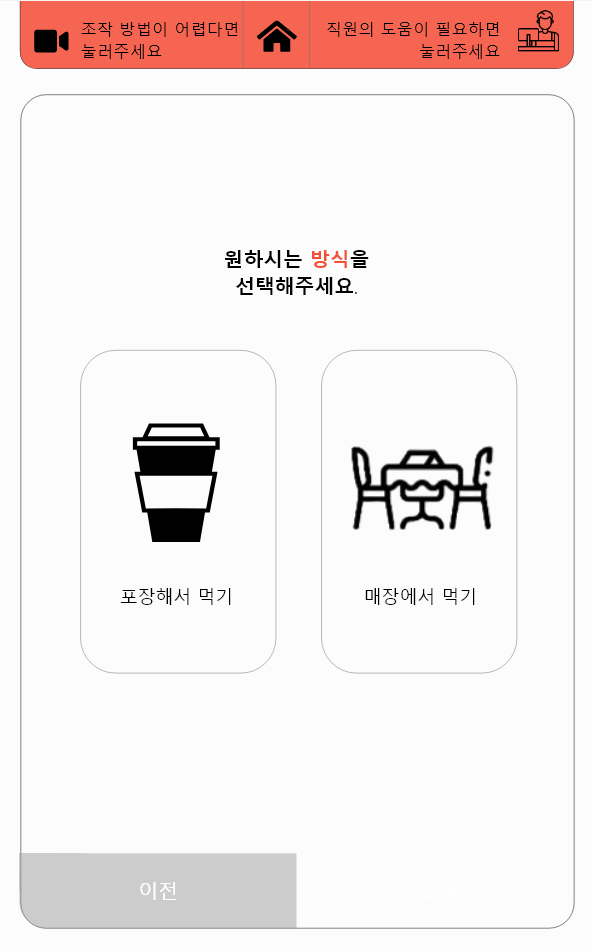 조작 방법이 어렵다면
눌러주세요
직원의 도움이 필요하면
눌러주세요
원하시는 방식을
선택해주세요.
포장해서 먹기
매장에서 먹기
이전